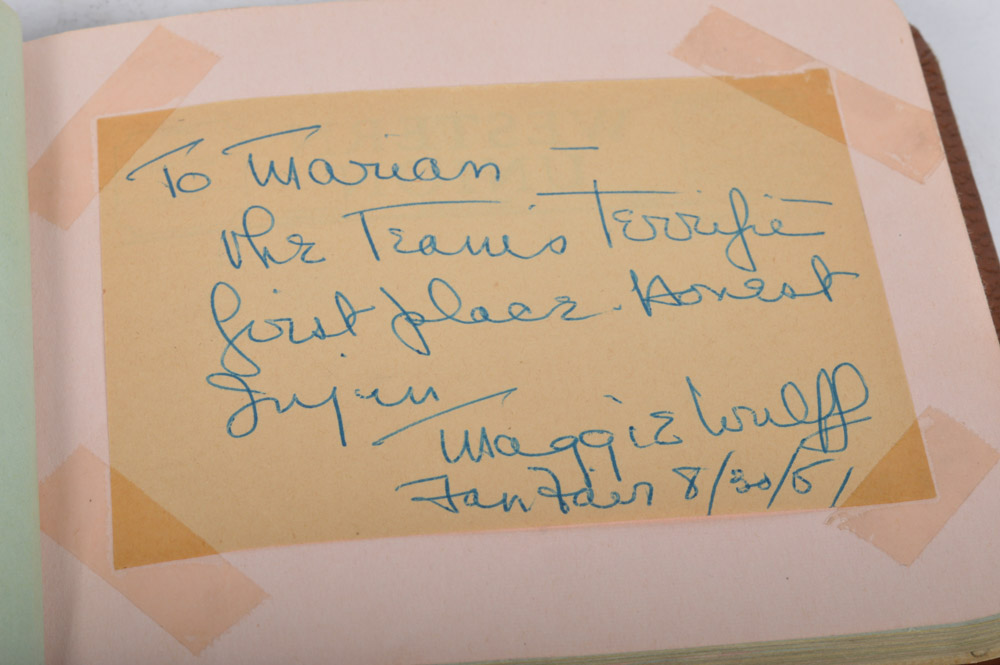 To Marian –
The Team's Terrific
first place. Honest
Injun
Maggie Wulff
Fan Fair 8/30/51